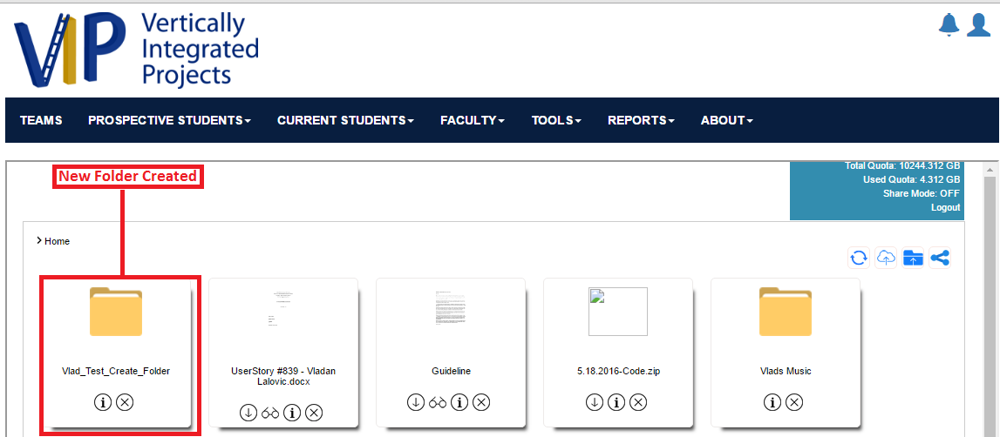 VIP
Vertically
Integrated
Projects
TEAMS PROSPECTIVE STUDENTS CURRENT STUDENTS FACULTY TOOLS REPORTS ABOUT
New Folder Created
Total Quota: 10244.312 GB
Used Quota: 4.312 GB
Share Mode: OFF
Logout
Home
Vlad_Test_Create_Folder
UserStory #839 - Vladan
Lalovic.docx
Guideline
5.18.2016-Code.zip
Vlads Music